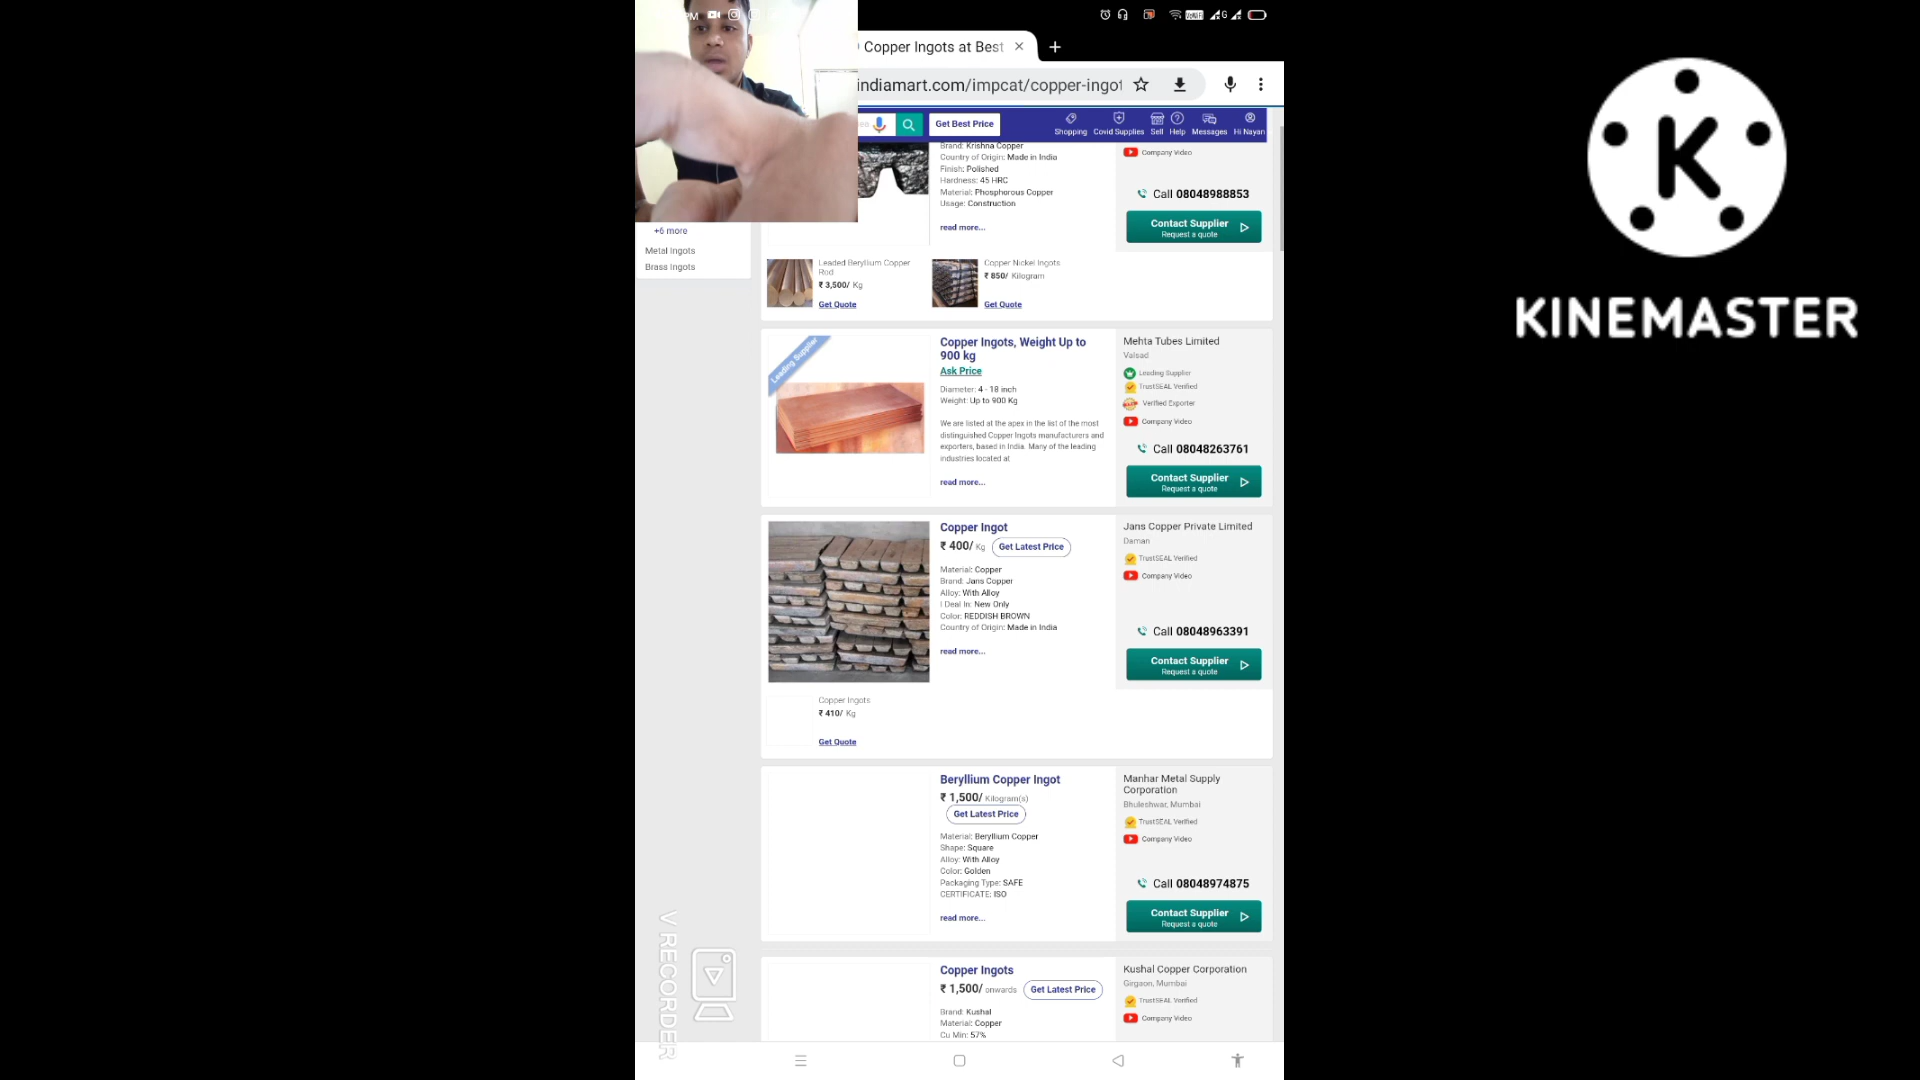 PM
Copper Ingots at Best
indiamart.com/impcat/copper-ingot
Get Best Price
Shopping
Covid Supplies
Sell
Help
Messages
Hi Nayan
Brand: Krishna Copper
Country of Origin: Made in India
Finish: Polished
Hardness: 45 HRC
Material: Phosphorous Copper
Usage: Construction
read more...
Company Video
Call 08048988853
Contact Supplier
Request a quote
+6 more
Metal Ingots
Brass Ingots
Leaded Beryllium Copper
Rod
₹ 3,500/ Kg
Get Quote
Copper Nickel Ingots
₹ 850/ Kilogram
Get Quote
Leading Supplier
Copper Ingots, Weight Up to
900 kg
Ask Price
Diameter: 4 - 18 inch
Weight: Up to 900 Kg
We are listed at the apex in the list of the most
distinguished Copper Ingots manufacturers and
exporters, based in India. Many of the leading
industries located at
read more...
Mehta Tubes Limited
Valsad
Leading Supplier
TrustSEAL Verified
Verified Exporter
Company Video
Call 08048263761
Contact Supplier
Request a quote
Copper Ingot
₹ 400/ Kg Get Latest Price
Material: Copper
Brand: Jans Copper
Alloy: With Alloy
I Deal In: New Only
Color: REDDISH BROWN
Country of Origin: Made in India
read more...
Jans Copper Private Limited
Daman
TrustSEAL Verified
Company Video
Call 08048963391
Contact Supplier
Request a quote
Copper Ingots
₹ 410/ Kg
Get Quote
Beryllium Copper Ingot
₹ 1,500/ Kilogram(s)
Get Latest Price
Material: Beryllium Copper
Shape: Square
Alloy: With Alloy
Color: Golden
Packaging Type: SAFE
CERTIFICATE: ISO
read more...
Manhar Metal Supply
Corporation
Bhuleshwar, Mumbai
TrustSEAL Verified
Company Video
Call 08048974875
Contact Supplier
Request a quote
Copper Ingots
₹ 1,500/ onwards Get Latest Price
Brand: Kushal
Material: Copper
Cu Min: 57%
Kushal Copper Corporation
Girgaon, Mumbai
TrustSEAL Verified
Company Video
V RECORDER
K
KINEMASTER